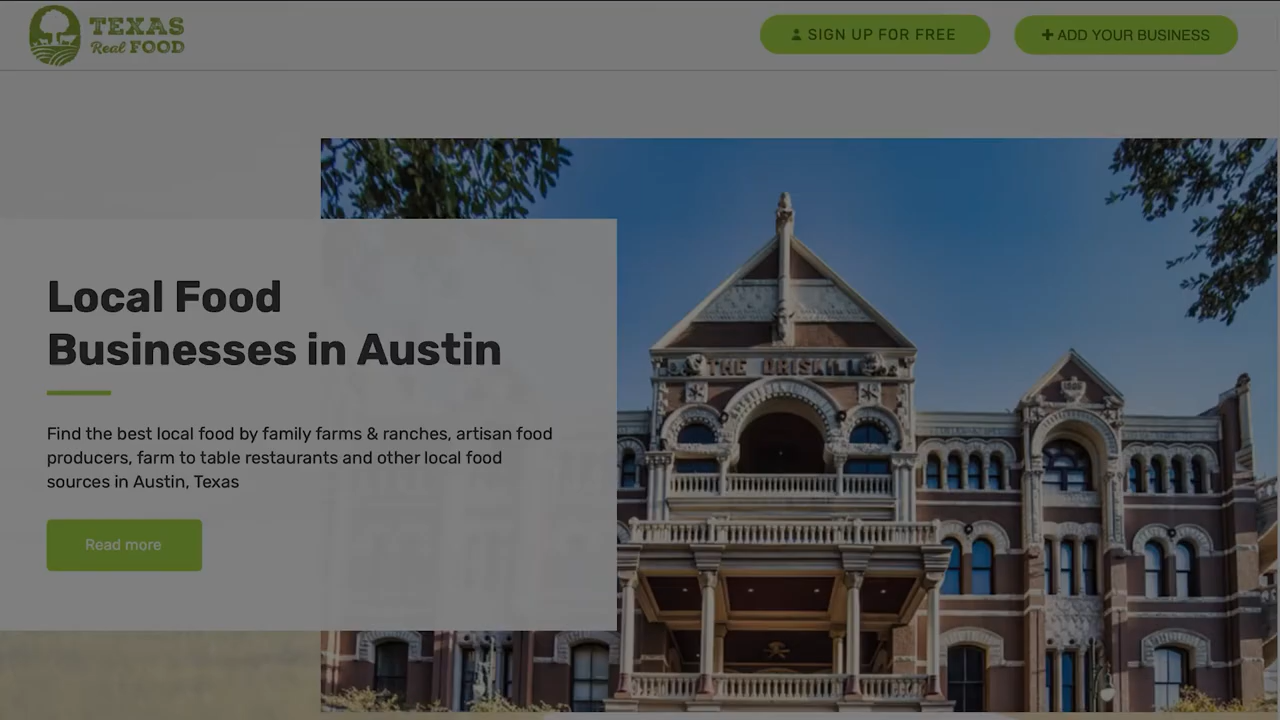 TEXAS
Real FOOD
SIGN UP FOR FREE
+ ADD YOUR BUSINESS
THE DRISKILL
Local Food
Businesses in Austin
Find the best local food by family farms & ranches, artisan food
producers, farm to table restaurants and other local food
sources in Austin, Texas
Read more